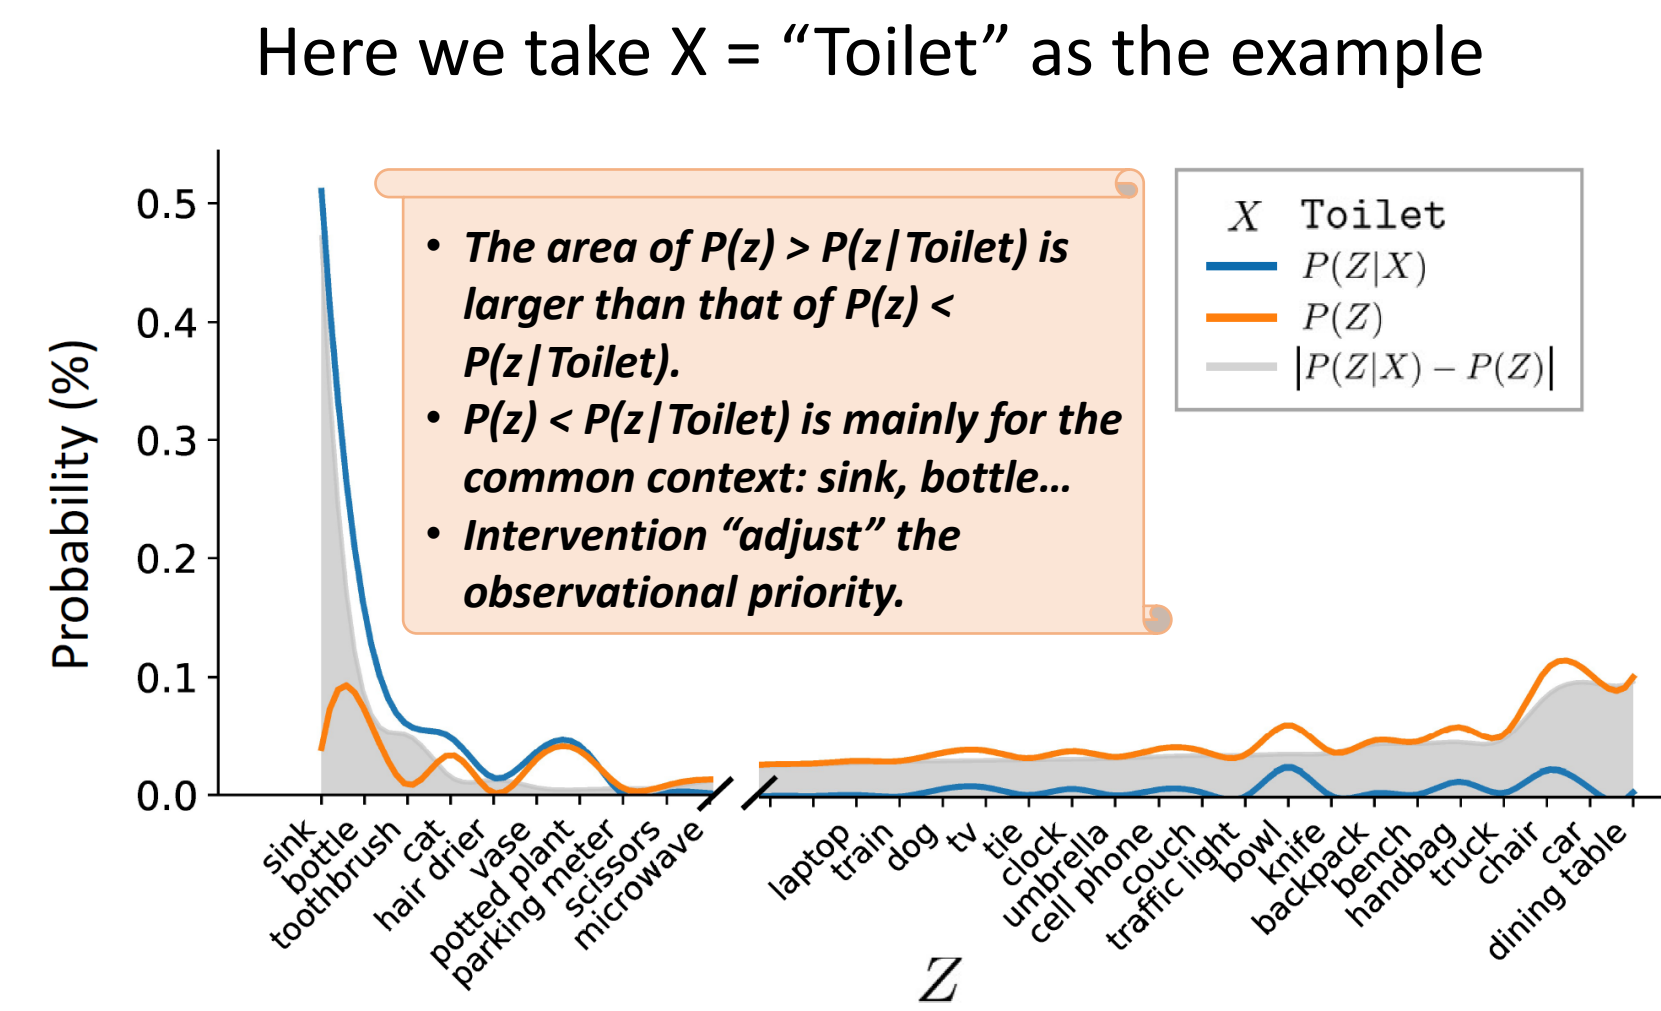 Here we take X = “Toilet” as the example
• The area of P(z) > P(z|Toilet) is
larger than that of P(z) <
P(z|Toilet).
• P(z) < P(z|Toilet) is mainly for the
common context: sink, bottle...
• Intervention “adjust” the
observational priority.
X Toilet
P(Z|X)
P(Z)
|P(Z|X) − P(Z)|
Probability (%)
0.5
0.4
0.3
0.2
0.1
0.0
sink
bottle
toothbrush
cat
hair drier
vase
potted plant
parking meter
scissors
microwave
laptop
train
dog
tv
tie
clock
umbrella
cell phone
couch
traffic light
bowl
knife
backpack
bench
handbag
truck
chair
car
dining table
Z